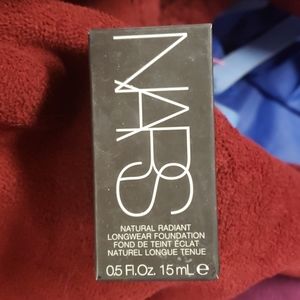 NARS
NATURAL RADIANT
LONGWEAR FOUNDATION
FOND DE TEINT ÉCLAT
NATUREL LONGUE TENUE
0.5 Fl.Oz. 15 mL ℮